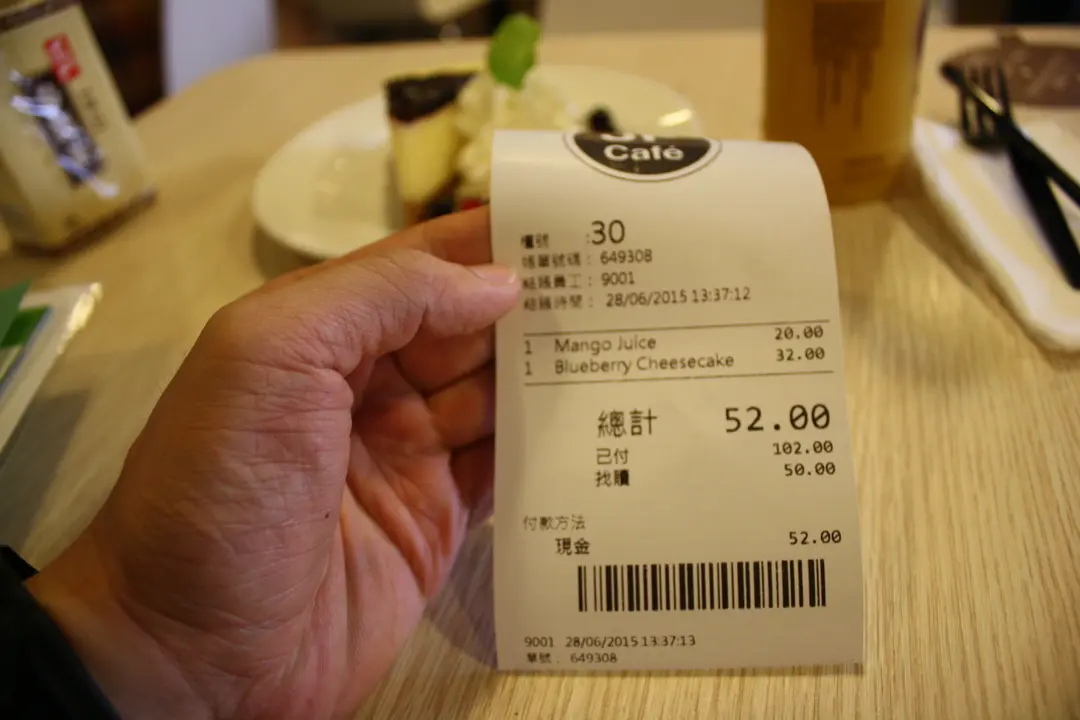 Café
檯號 :30
帳單號碼: 649308
結賬員工: 9001
結賬時間: 28/06/2015 13:37:12
1 Mango Juice 20.00
1 Blueberry Cheesecake 32.00
總計 52.00
已付 102.00
找贖 50.00
付款方法
現金 52.00
9001 28/06/2015 13:37:13
單號: 649308